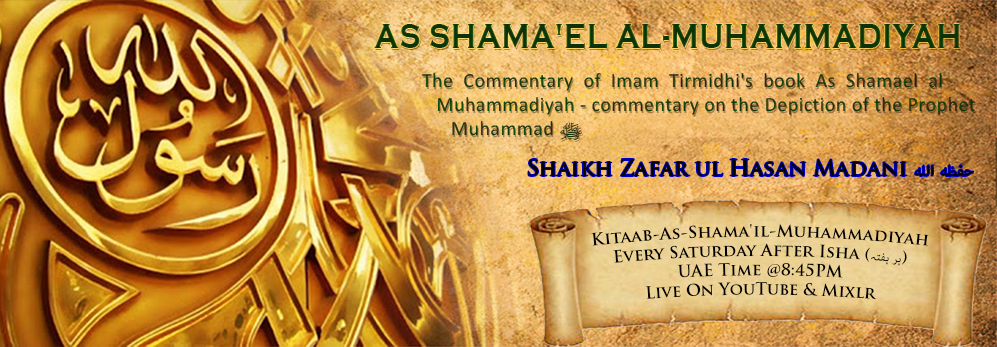 الله
رسول
AS SHAMA'EL AL-MUHAMMADIYAH
The Commentary of Imam Tirmidhi's book As Shamael al-
Muhammadiyah - commentary on the Depiction of the Prophet
Muhammad ﷺ
SHAIKH ZAFAR UL HASAN MADANI حفظه الله
KITAAB-AS-SHAMA'IL-MUHAMMADIYAH
EVERY SATURDAY AFTER ISHA (ہر ہفتہ)
UAE TIME @8:45PM
LIVE ON YOUTUBE & MIXLR